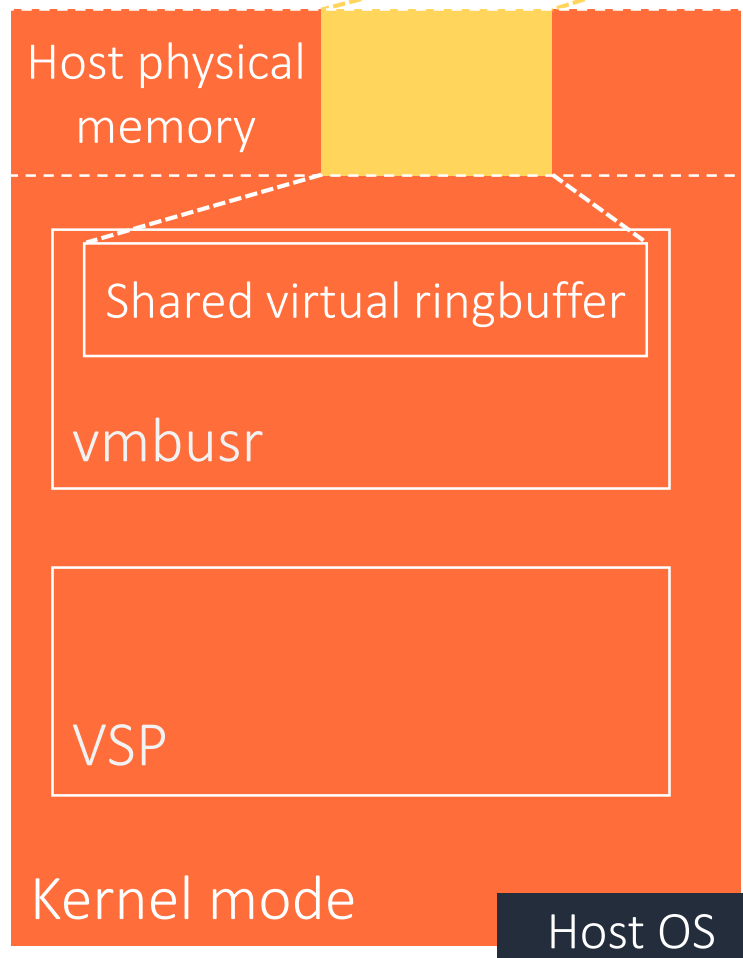 Host physical
memory
Shared virtual ringbuffer
vmbusr
VSP
Kernel mode
Host OS